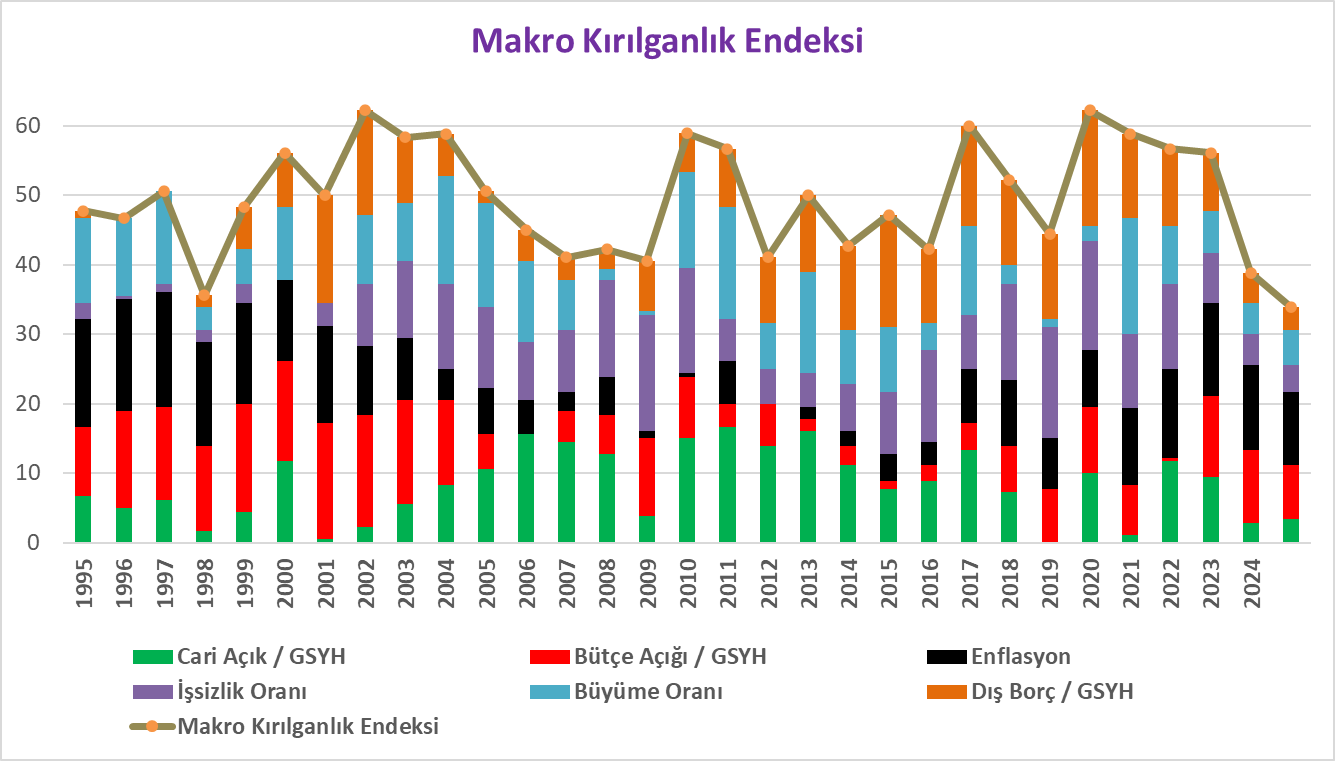 Makro Kırılganlık Endeksi
60
50
40
30
20
10
0
1995 1996 1997 1998 1999 2000 2001 2002 2003 2004 2005 2006 2007 2008 2009 2010 2011 2012 2013 2014 2015 2016 2017 2018 2019 2020 2021 2022 2023 2024
Cari Açık / GSYH Bütçe Açığı / GSYH Enflasyon
İşsizlik Oranı Büyüme Oranı Dış Borç / GSYH
Makro Kırılganlık Endeksi